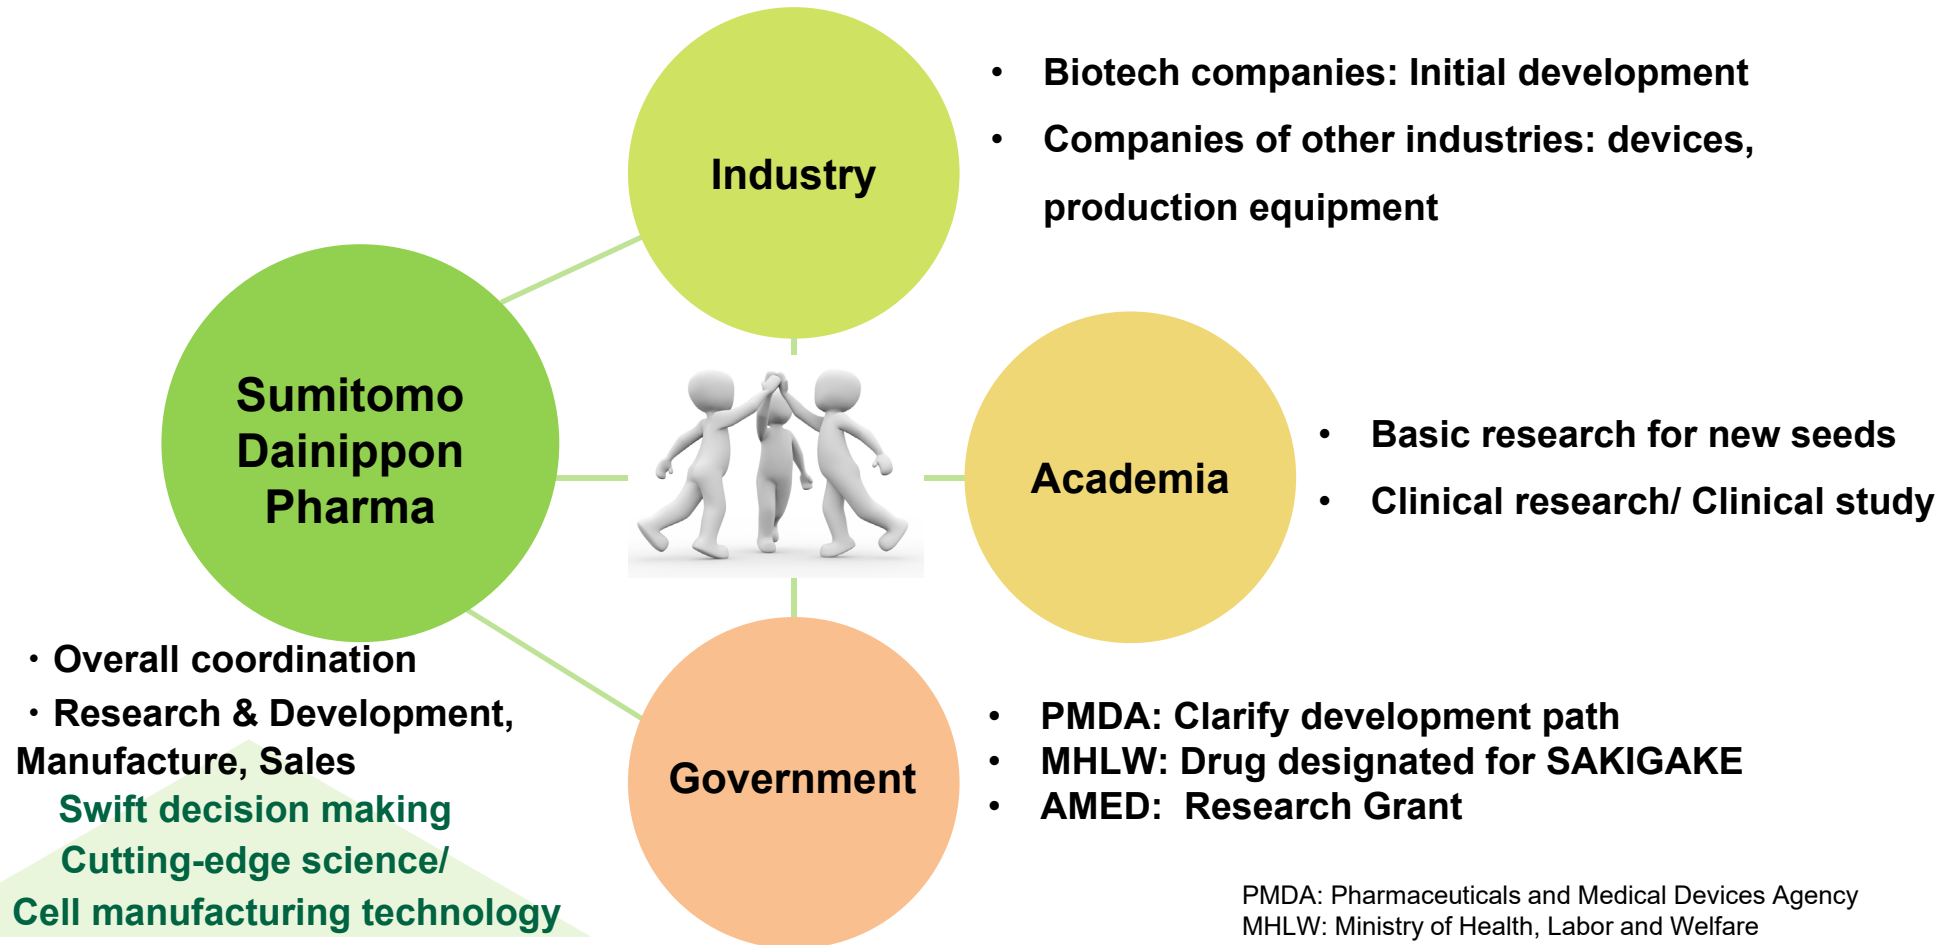 Industry
• Biotech companies: Initial development
• Companies of other industries: devices,
production equipment
Sumitomo
Dainippon
Pharma
Academia
• Basic research for new seeds
• Clinical research/ Clinical study
・Overall coordination
・Research & Development,
Manufacture, Sales
Swift decision making
Cutting-edge science/
Cell manufacturing technology
Government
• PMDA: Clarify development path
• MHLW: Drug designated for SAKIGAKE
• AMED: Research Grant
PMDA: Pharmaceuticals and Medical Devices Agency
MHLW: Ministry of Health, Labor and Welfare